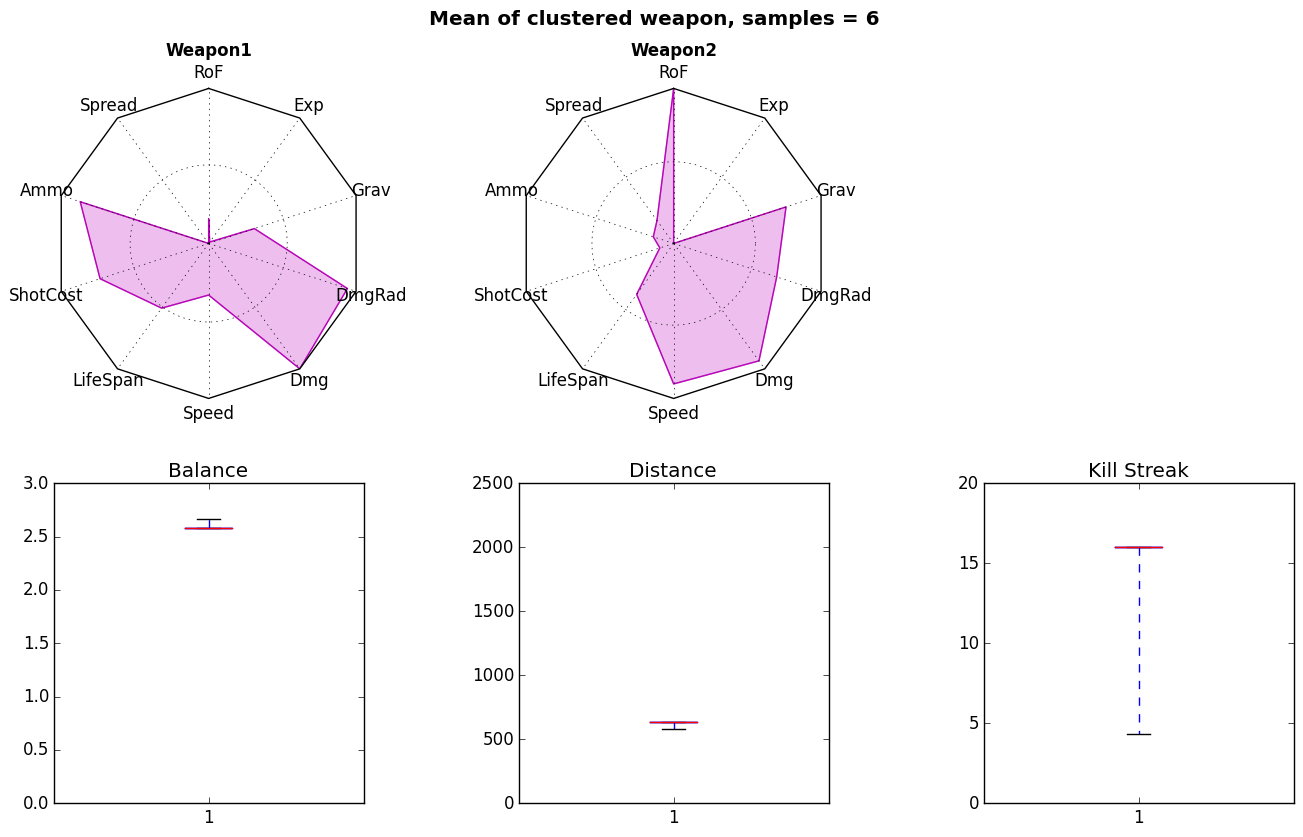 Mean of clustered weapon, samples = 6
Weapon1
RoF
Spread
Exp
Ammo
Grav
ShotCost
DmgRad
LifeSpan
Dmg
Speed
Weapon2
RoF
Spread
Exp
Ammo
Grav
ShotCost
DmgRad
LifeSpan
Dmg
Speed
Balance
3.0
2.5
2.0
1.5
1.0
0.5
0.0
1
Distance
2500
2000
1500
1000
500
0
1
Kill Streak
20
15
10
5
0
1